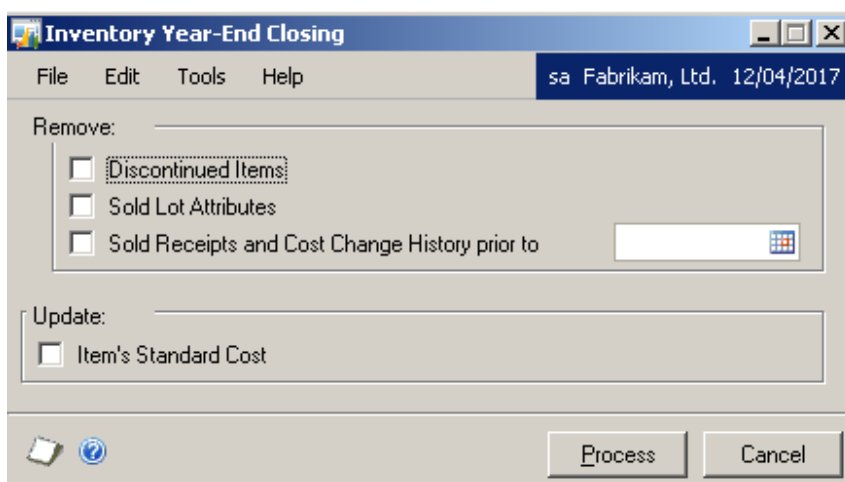 Inventory Year-End Closing
File Edit Tools Help sa Fabrikam, Ltd. 12/04/2017
Remove:
Discontinued Items
Sold Lot Attributes
Sold Receipts and Cost Change History prior to
Update:
Item's Standard Cost
Process Cancel